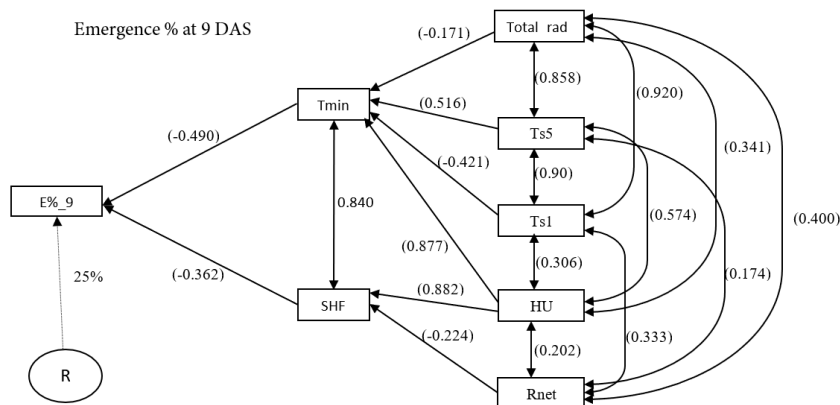 Emergence % at 9 DAS
Total rad
(-0.171)
(0.858)
(0.920)
Tmin
(0.516)
Ts5
(-0.490)
(-0.421)
(0.90)
(0.341)
E%_9
0.840
Ts1
(0.574)
(0.400)
(0.877)
(0.306)
25%
(-0.362)
(0.882)
(0.174)
SHF
HU
(-0.224)
(0.202)
(0.333)
R
Rnet